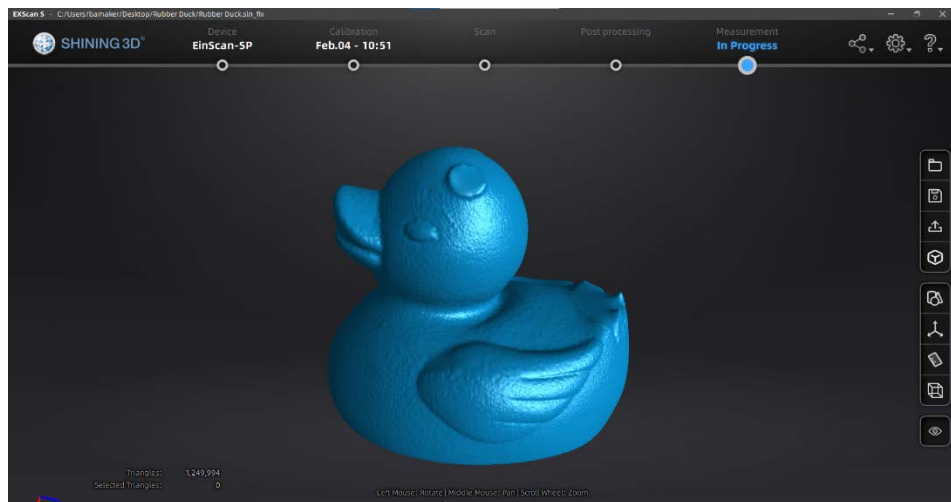 EXScan S - C:/Users/bamaker/Desktop/Rubber Duck/Rubber Duck.sln_flx
SHINING 3D®
Device
EinScan-SP
Calibration
Feb.04 - 10:51
Scan
Post processing
Measurement
In Progress
Triangles: 1,249,994
Selected Triangles: 0
Left Mouse: Rotate | Middle Mouse: Pan | Scroll Wheel: Zoom